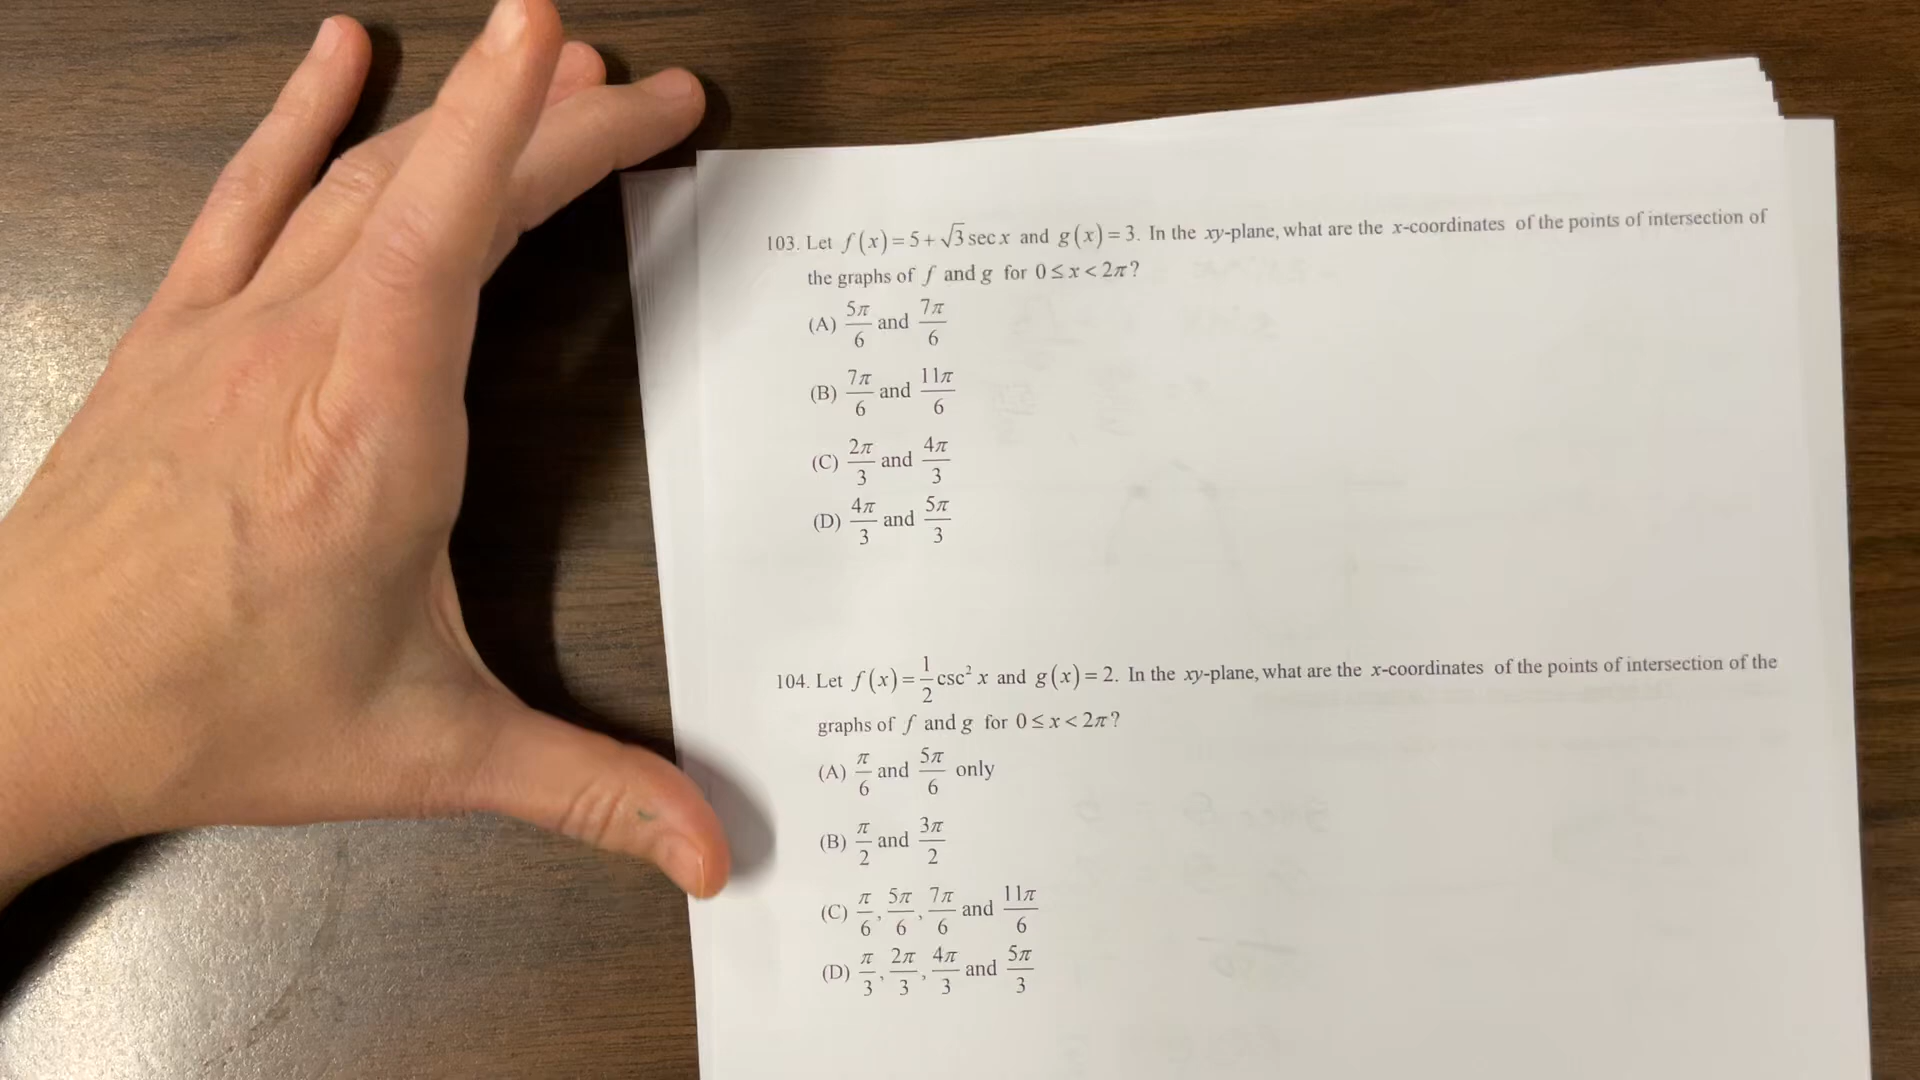 103. Let f(x) = 5 + √3 sec x and g(x) = 3. In the xy-plane, what are the x-coordinates of the points of intersection of
the graphs of f and g for 0 ≤ x < 2π?
(A) 5π/6 and 7π/6
(B) 7π/6 and 11π/6
(C) 2π/3 and 4π/3
(D) 4π/3 and 5π/3
104. Let f(x) = 1/2 csc² x and g(x) = 2. In the xy-plane, what are the x-coordinates of the points of intersection of the
graphs of f and g for 0 ≤ x < 2π?
(A) π/6 and 5π/6 only
(B) π/2 and 3π/2
(C) π/6, 5π/6, 7π/6 and 11π/6
(D) π/3, 2π/3, 4π/3 and 5π/3